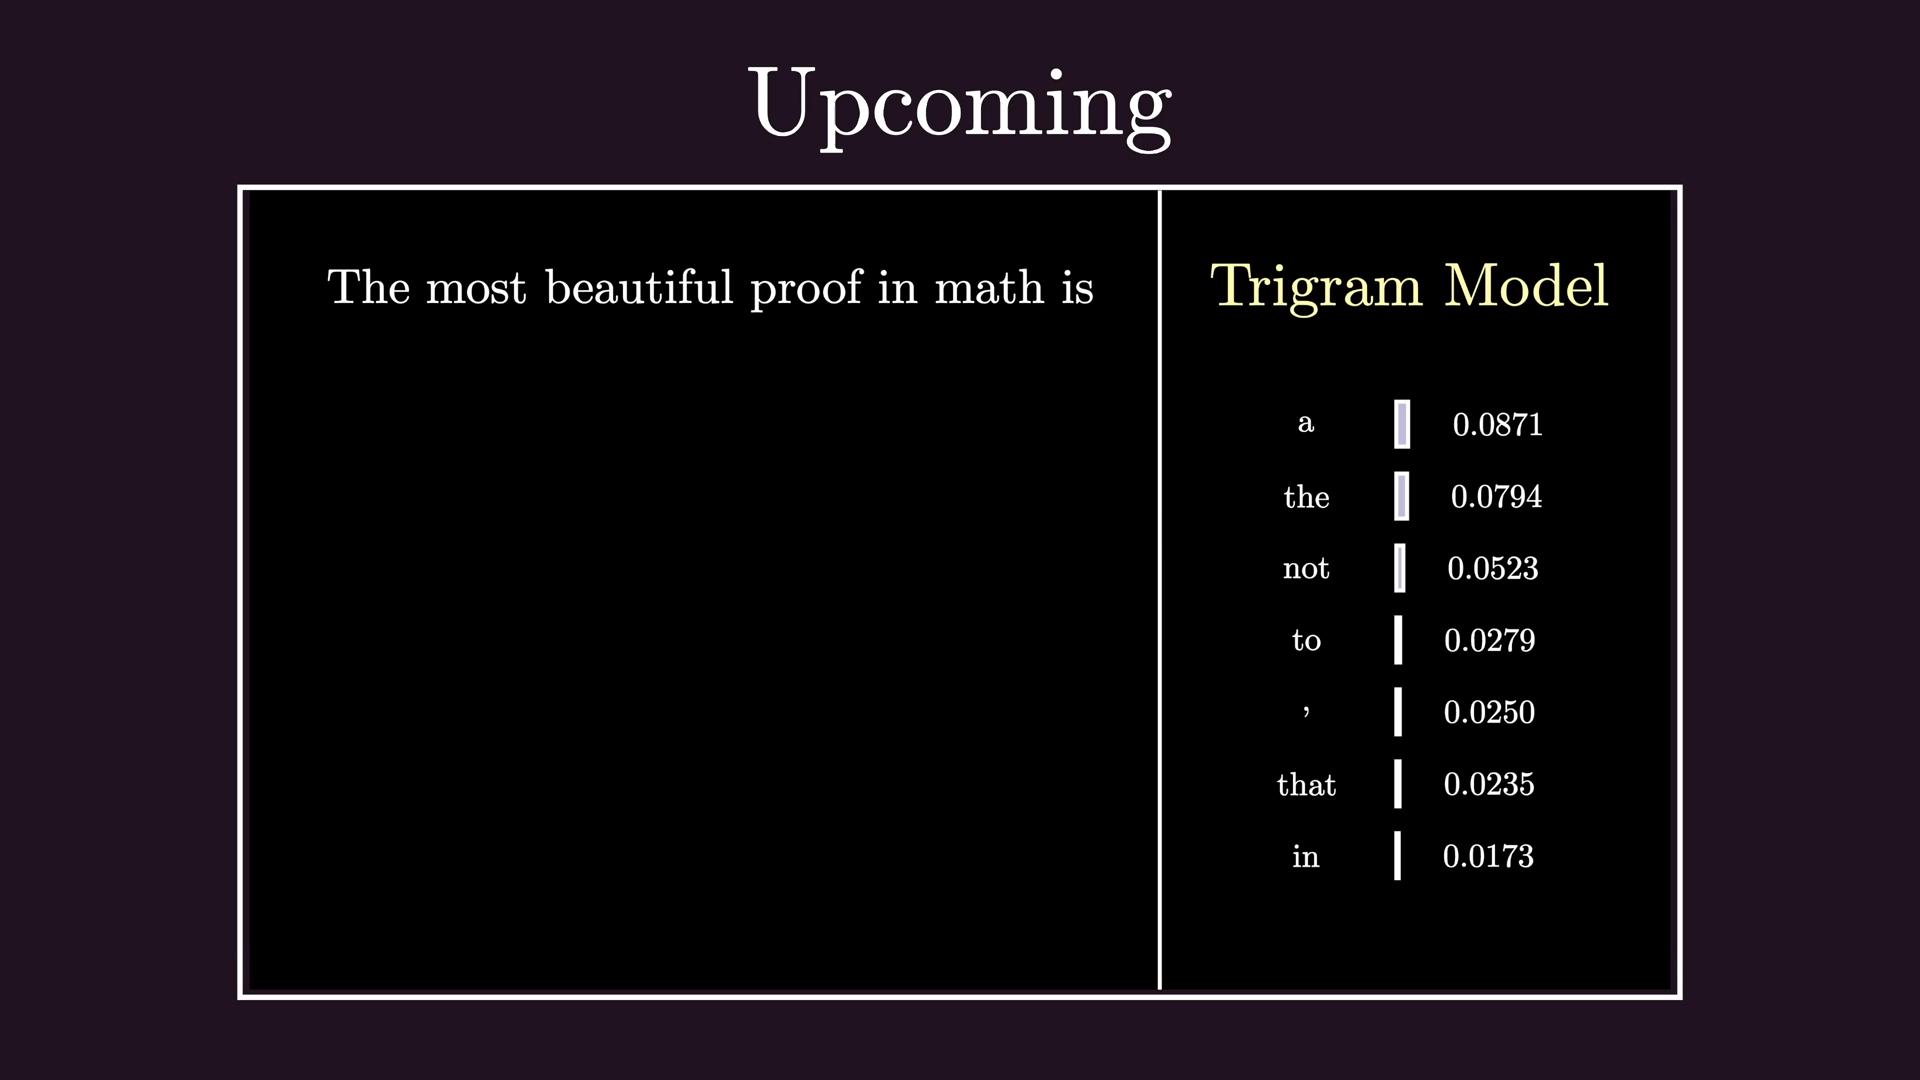 Upcoming
The most beautiful proof in math is
Trigram Model
a 0.0871
the 0.0794
not 0.0523
to 0.0279
, 0.0250
that 0.0235
in 0.0173